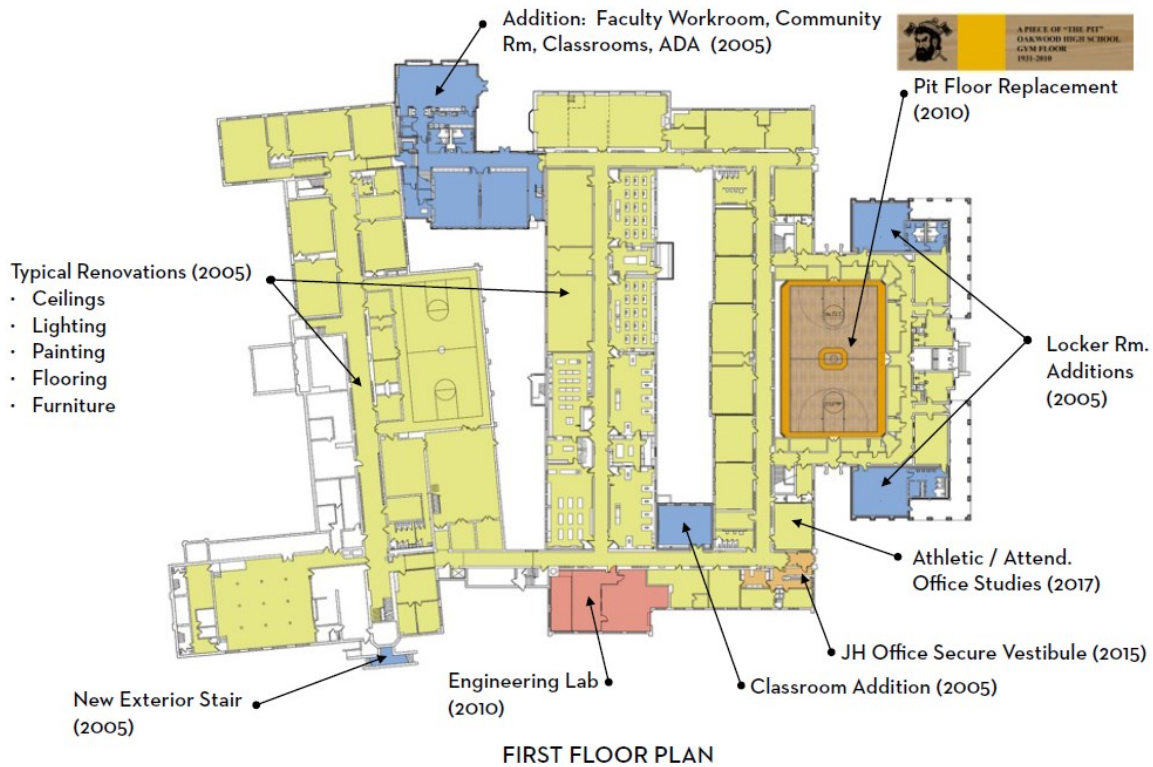 Addition: Faculty Workroom, Community
Rm, Classrooms, ADA (2005)
A PIECE OF "THE PIT"
OAKWOOD HIGH SCHOOL
GYM FLOOR
1931-2010
Pit Floor Replacement
(2010)
Typical Renovations (2005)
· Ceilings
· Lighting
· Painting
· Flooring
· Furniture
Locker Rm.
Additions
(2005)
Athletic / Attend.
Office Studies (2017)
JH Office Secure Vestibule (2015)
Engineering Lab
(2010)
Classroom Addition (2005)
New Exterior Stair
(2005)
FIRST FLOOR PLAN